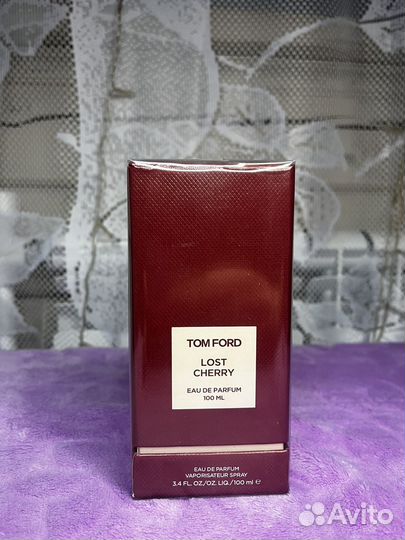 TOM FORD
LOST
CHERRY
EAU DE PARFUM
100 ML
EAU DE PARFUM
VAPORISATEUR SPRAY
3.4 FL. OZ./OZ. LIQ./100 ml ℮
Avito